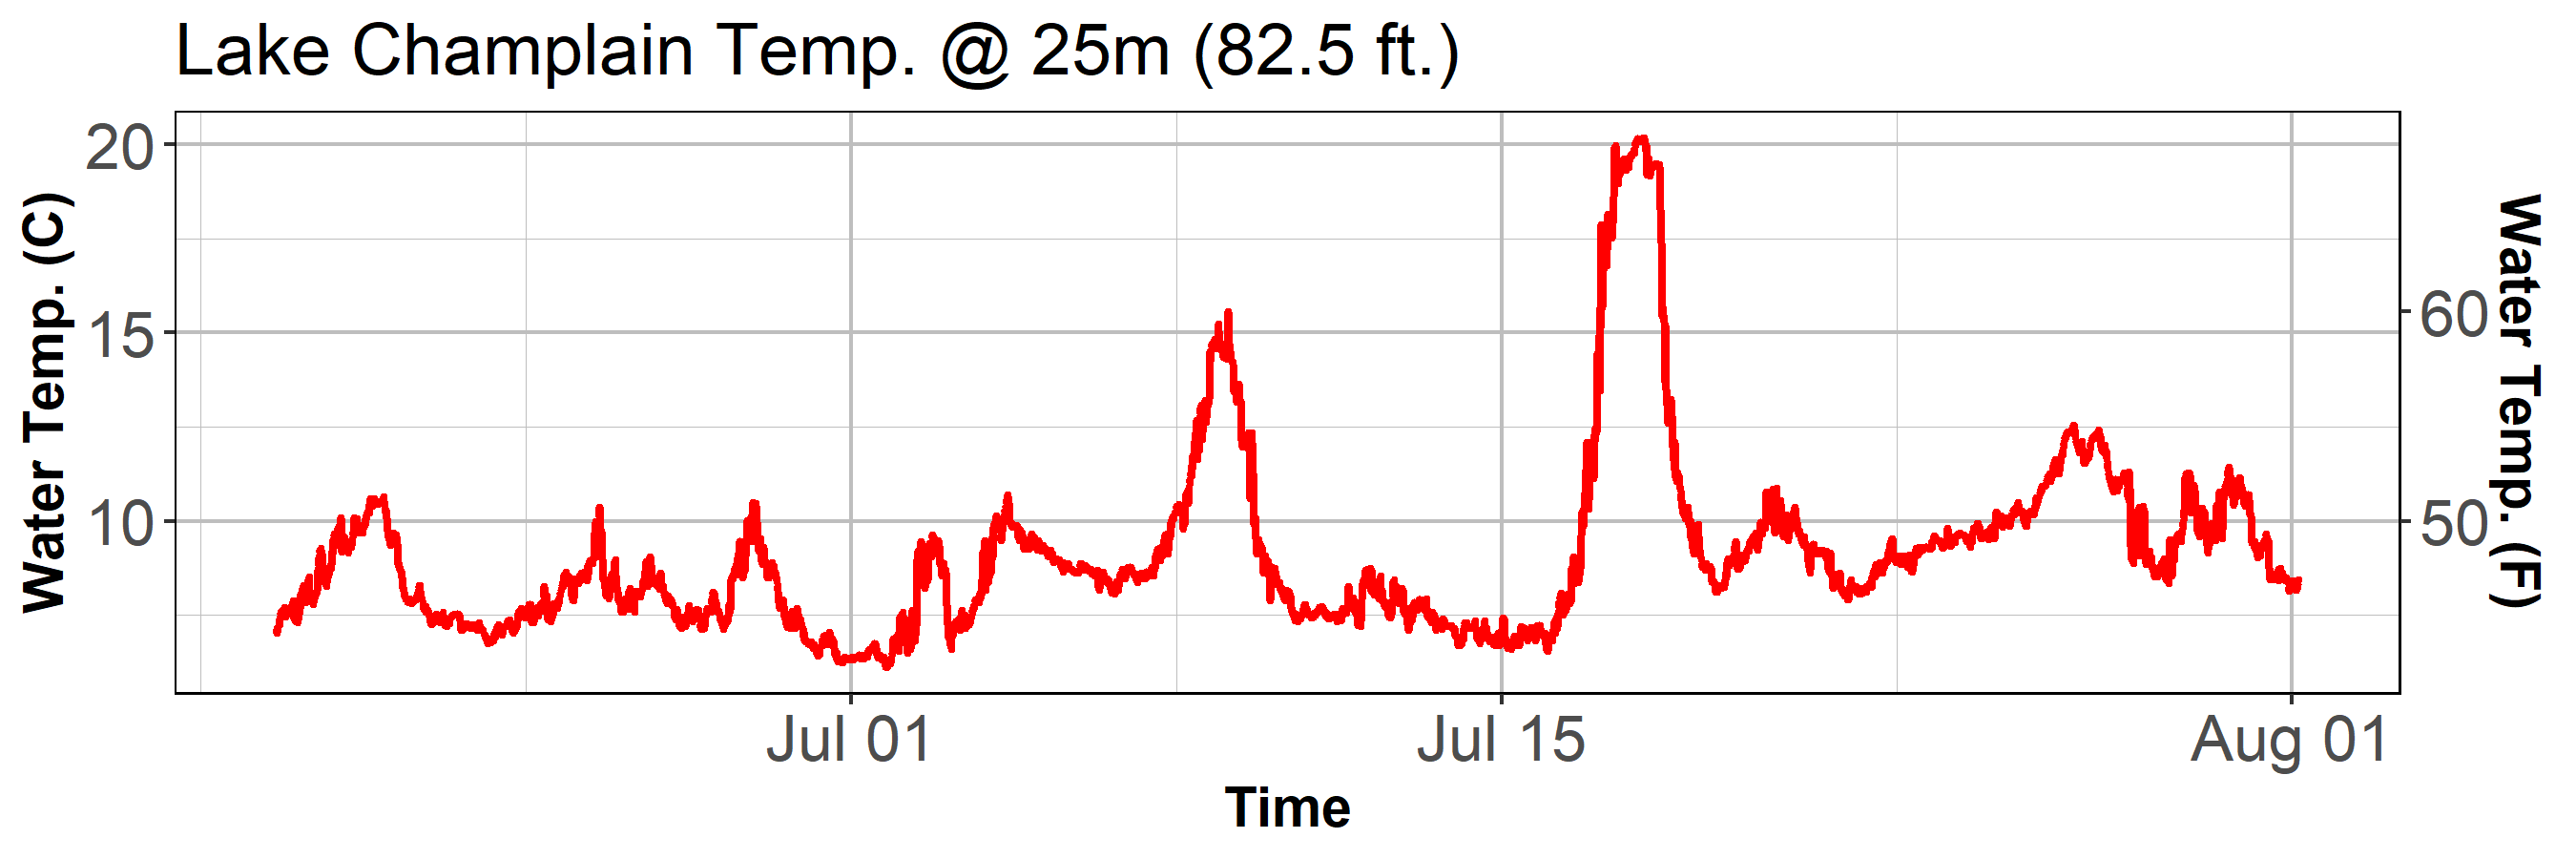 Lake Champlain Temp. @ 25m (82.5 ft.)
Water Temp. (C)
20
15
10
60
50
Water Temp. (F)
Jul 01 Jul 15 Aug 01
Time